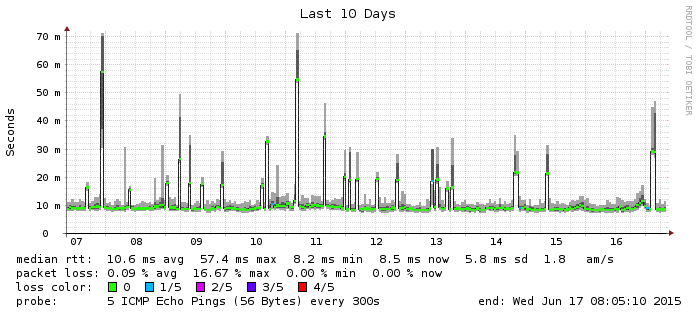 Last 10 Days
RRDTOOL / TOBI OETIKER
Seconds
70 m
60 m
50 m
40 m
30 m
20 m
10 m
0
07 08 09 10 11 12 13 14 15 16
median rtt: 10.6 ms avg 57.4 ms max 8.2 ms min 8.5 ms now 5.8 ms sd 1.8 am/s
packet loss: 0.09 % avg 16.67 % max 0.00 % min 0.00 % now
loss color: 0 1/5 2/5 3/5 4/5
probe: 5 ICMP Echo Pings (56 Bytes) every 300s end: Wed Jun 17 08:05:10 2015